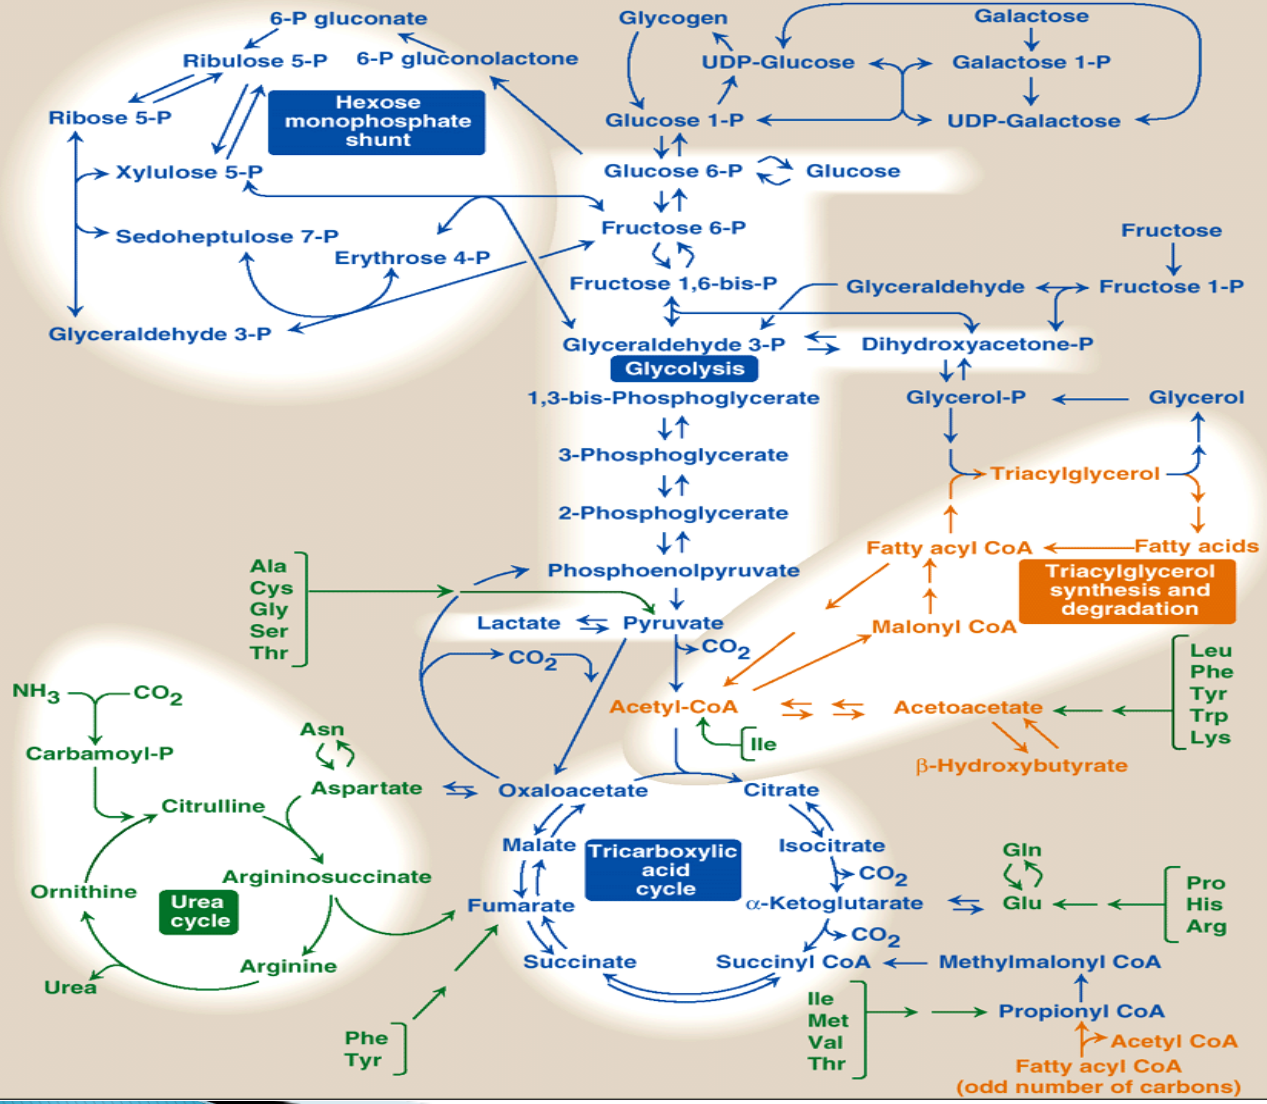 6-P gluconate
Ribulose 5-P
6-P gluconolactone
Ribose 5-P
Hexose
monophosphate
shunt
Xylulose 5-P
Sedoheptulose 7-P
Erythrose 4-P
Glyceraldehyde 3-P
Glycogen
UDP-Glucose
Glucose 1-P
Galactose
Galactose 1-P
UDP-Galactose
Glucose 6-P
Glucose
Fructose 6-P
Fructose 1,6-bis-P
Fructose
Glyceraldehyde
Fructose 1-P
Glyceraldehyde 3-P
Dihydroxyacetone-P
Glycolysis
1,3-bis-Phosphoglycerate
Glycerol-P
Glycerol
3-Phosphoglycerate
Triacylglycerol
2-Phosphoglycerate
Fatty acyl CoA
Fatty acids
Triacylglycerol
synthesis and
degradation
Malonyl CoA
Phosphoenolpyruvate
Ala
Cys
Gly
Ser
Thr
Lactate
Pyruvate
CO2
CO2
Acetyl-CoA
Acetoacetate
Leu
Phe
Tyr
Trp
Lys
Ile
β-Hydroxybutyrate
NH3
CO2
Carbamoyl-P
Asn
Aspartate
Citrulline
Argininosuccinate
Ornithine
Urea
cycle
Arginine
Urea
Phe
Tyr
Oxaloacetate
Citrate
Malate
Tricarboxylic
acid
cycle
Isocitrate
CO2
Fumarate
α-Ketoglutarate
CO2
Succinate
Succinyl CoA
Gln
Glu
Pro
His
Arg
Methylmalonyl CoA
Ile
Met
Val
Thr
Propionyl CoA
Acetyl CoA
Fatty acyl CoA
(odd number of carbons)